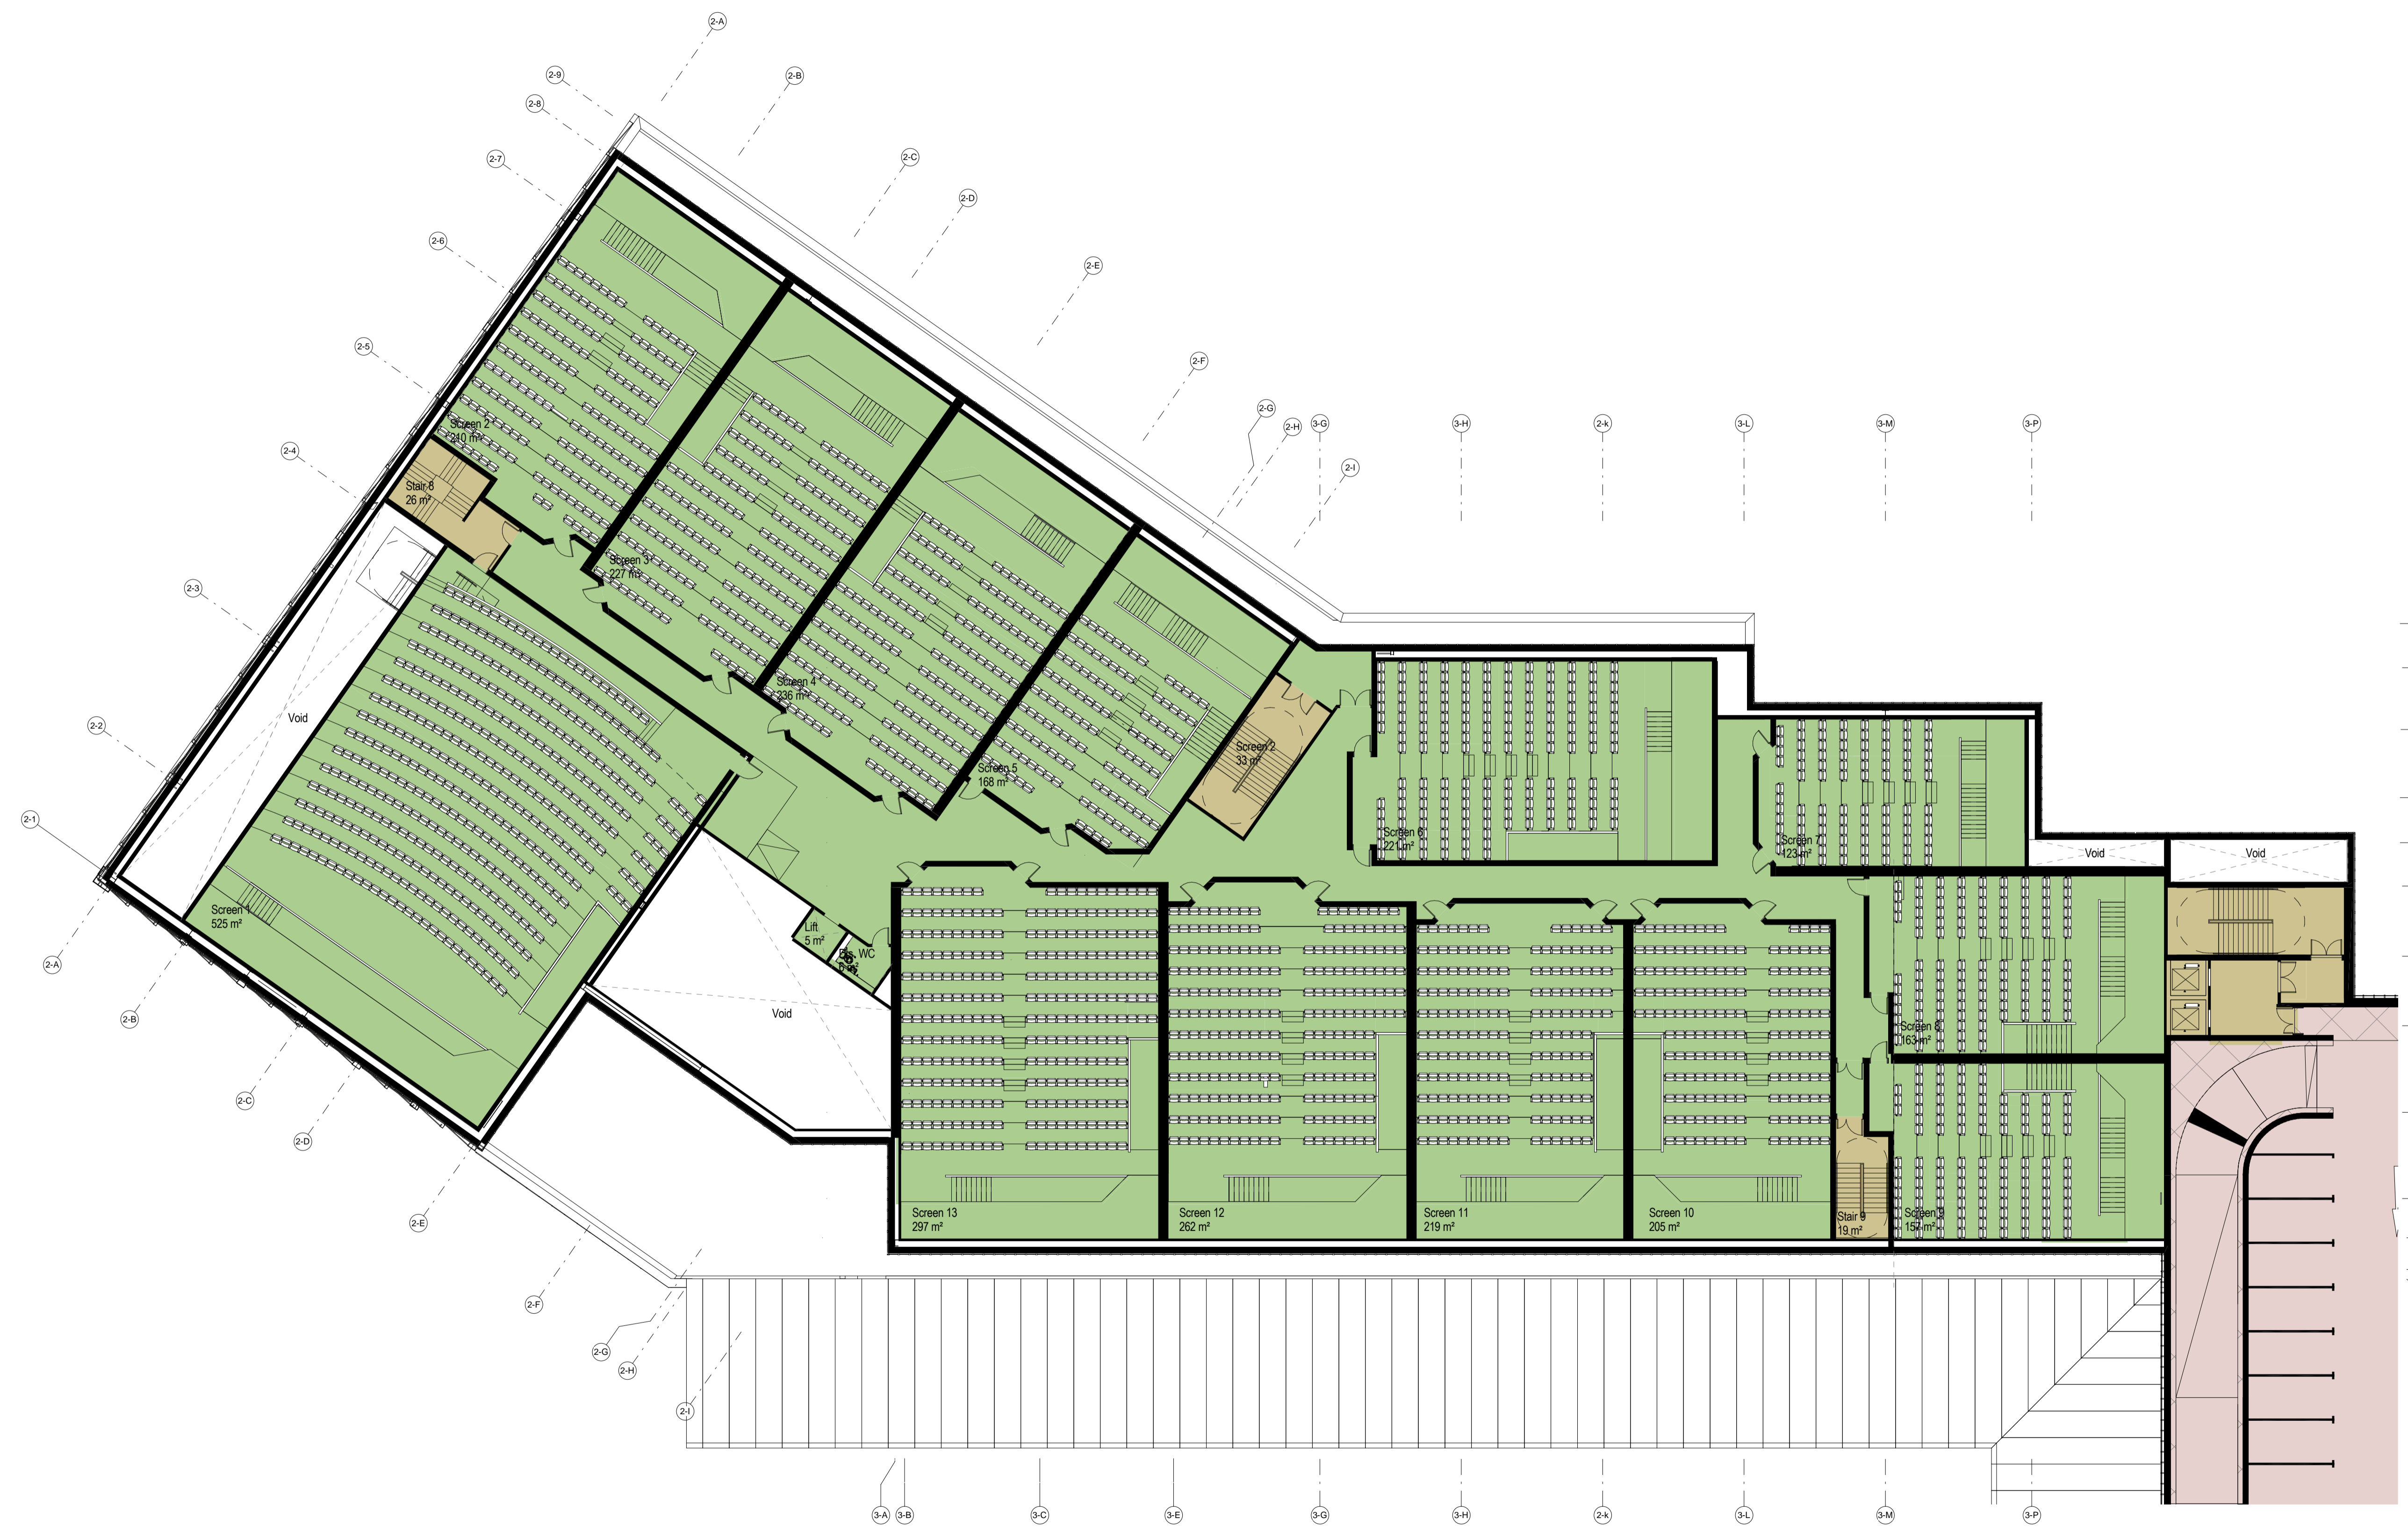 2-A
2-9
2-B
2-8
2-7
2-C
2-D
2-6
2-E
2-5
2-F
2-G
2-H
3-G
3-H
2-k
3-L
3-M
3-P
2-4
2-I
2-3
2-2
2-1
Screen 2
210 m²
Stair 8
26 m²
Screen 3
227 m²
Screen 4
236 m²
Void
Screen 2
33 m²
Screen 5
168 m²
Screen 6
221 m²
Screen 7
123 m²
Void
Void
Screen 1
525 m²
Lift
5 m²
Dis. WC
Void
2-A
2-B
2-C
2-D
2-E
2-F
2-G
2-H
2-I
Screen 8
163 m²
Screen 13
297 m²
Screen 12
262 m²
Screen 11
219 m²
Screen 10
205 m²
Stair 9
19 m²
Screen 9
157 m²
3-A
3-B
3-C
3-E
3-G
3-H
2-k
3-L
3-M
3-P